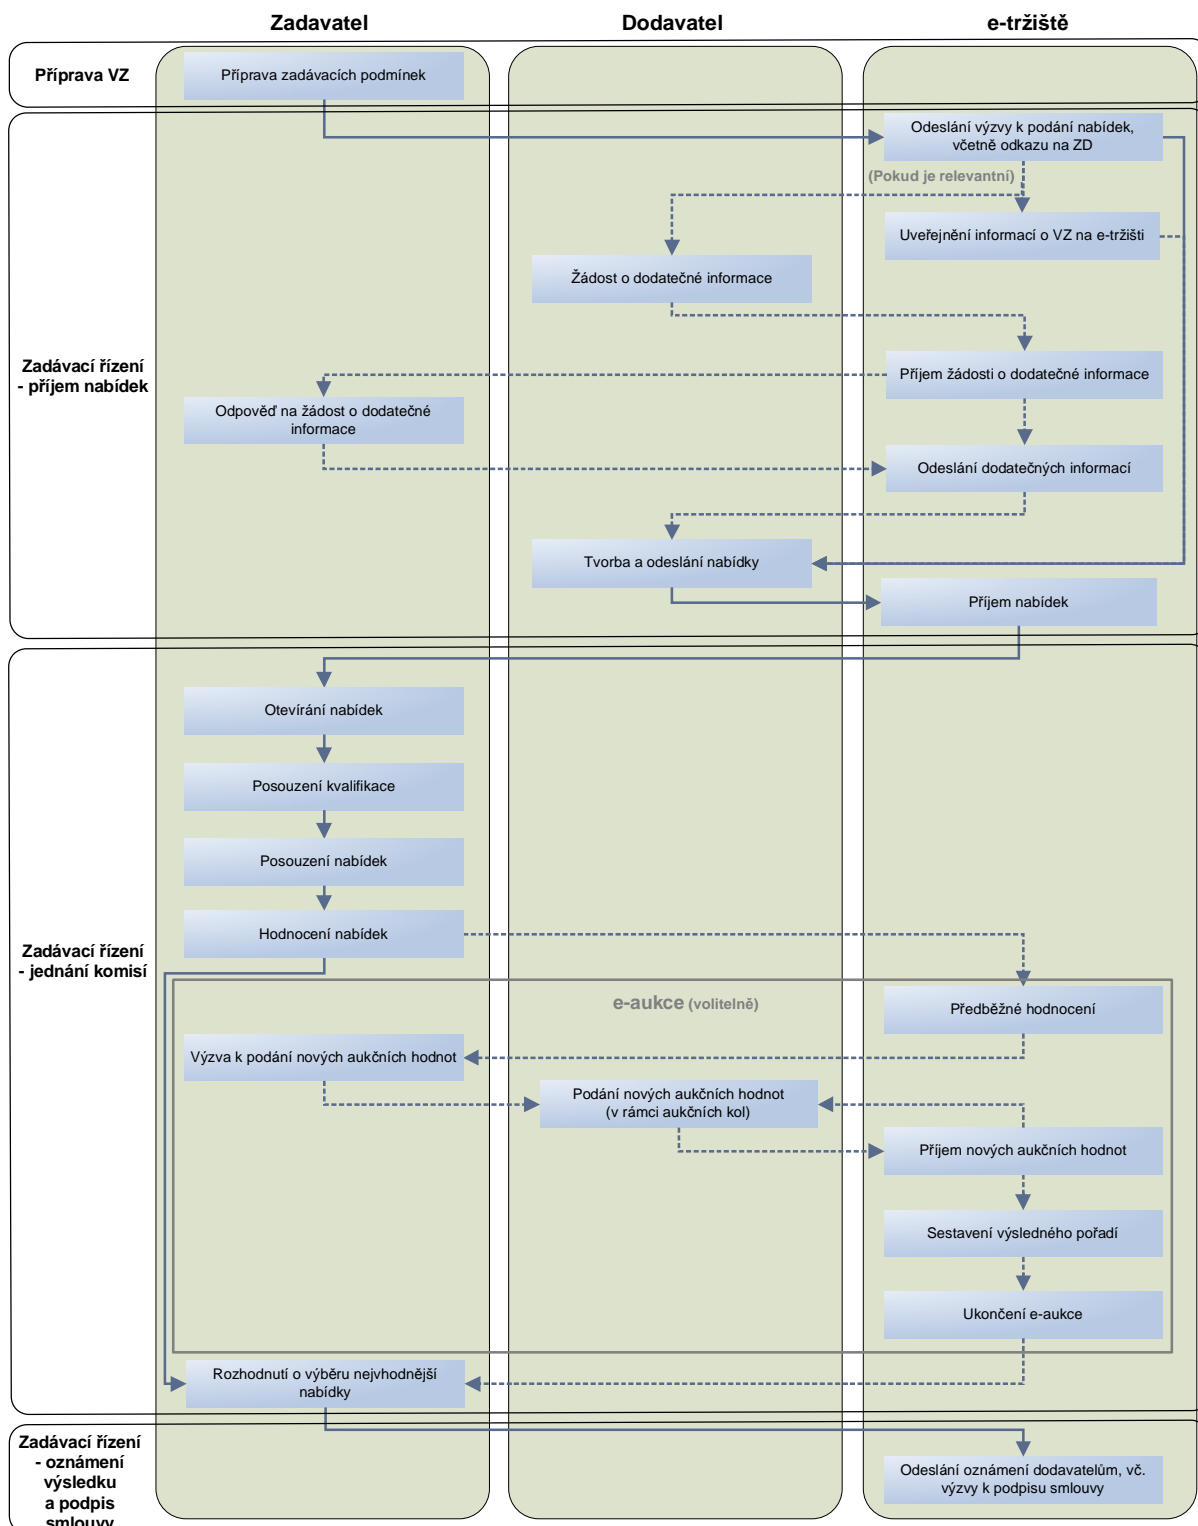 Zadavatel
Dodavatel
e-tržiště
Příprava VZ
Příprava zadávacích podmínek
Odeslání výzvy k podání nabídek,
včetně odkazu na ZD
(Pokud je relevantní)
Uveřejnění informací o VZ na e-tržišti
Žádost o dodatečné informace
Zadávací řízení
- příjem nabídek
Příjem žádosti o dodatečné informace
Odpověď na žádost o dodatečné
informace
Odeslání dodatečných informací
Tvorba a odeslání nabídky
Příjem nabídek
Otevírání nabídek
Posouzení kvalifikace
Posouzení nabídek
Hodnocení nabídek
Zadávací řízení
- jednání komisí
e-aukce (volitelně)
Předběžné hodnocení
Výzva k podání nových aukčních hodnot
Podání nových aukčních hodnot
(v rámci aukčních kol)
Příjem nových aukčních hodnot
Sestavení výsledného pořadí
Ukončení e-aukce
Rozhodnutí o výběru nejvhodnější
nabídky
Zadávací řízení
- oznámení
výsledku
a podpis
smlouvy
Odeslání oznámení dodavatelům, vč.
výzvy k podpisu smlouvy